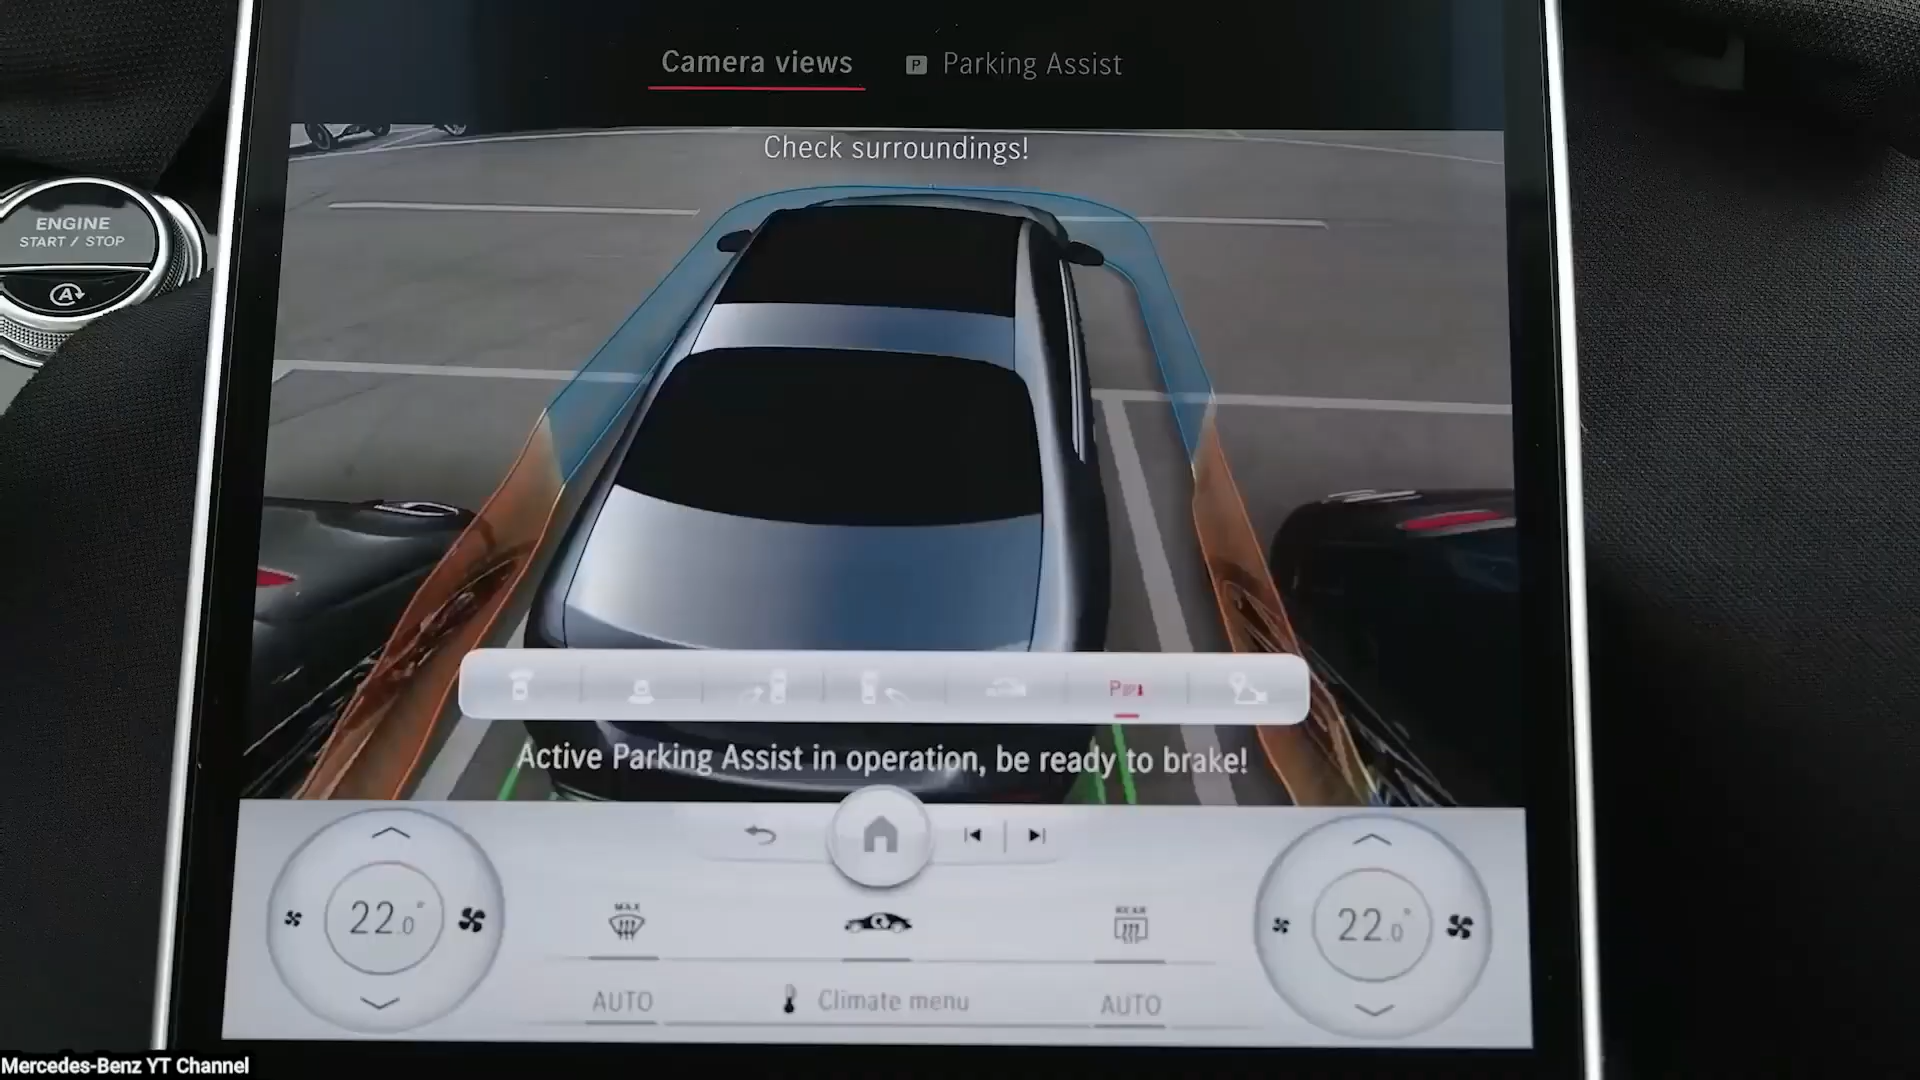 Camera views
P Parking Assist
Check surroundings!
ENGINE
START / STOP
A
P
Active Parking Assist in operation, be ready to brake!
22.0°
MAX
REAR
22.0°
AUTO
Climate menu
AUTO
Mercedes-Benz YT Channel